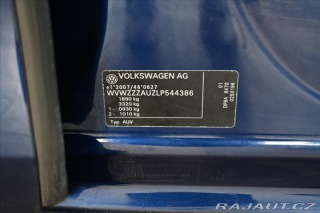 VOLKSWAGEN AG
e1*2007/46*0627
WVWZZZAUZLP544386
1890 kg
3320 kg
1- 0930 kg
2- 1010 kg
Typ AUV
RAJAUT.CZ